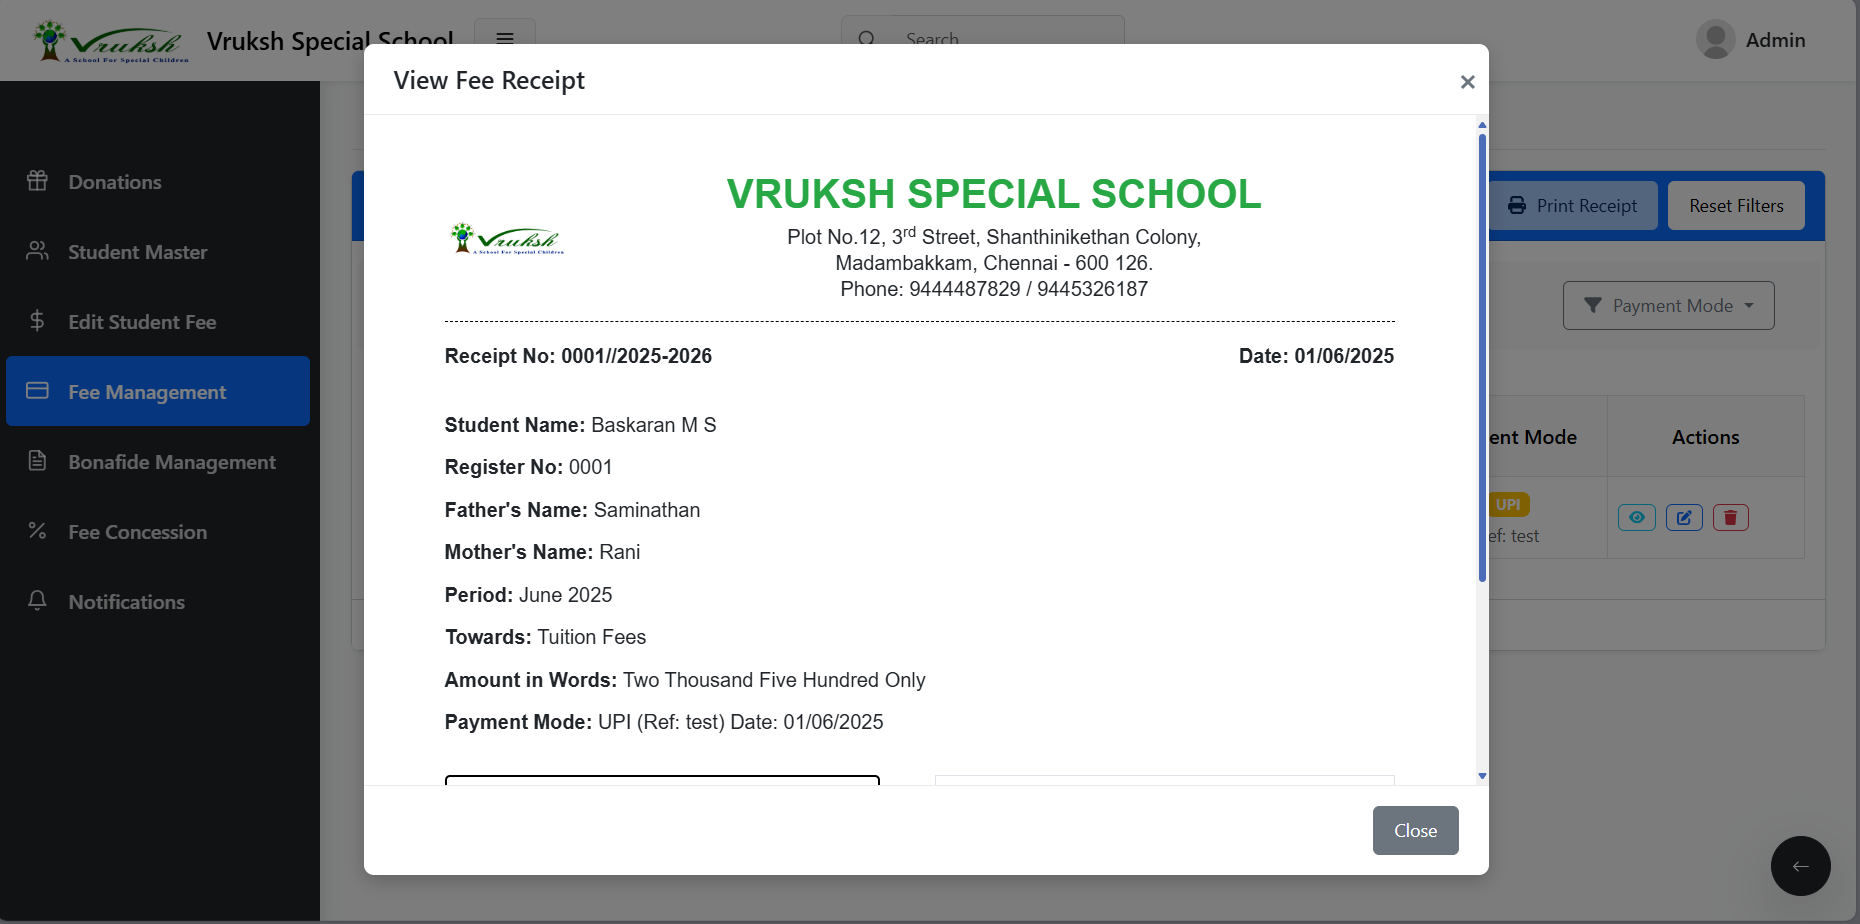 Vruksh
A School For Special Children
Vruksh Special School
Search
Admin
Donations
Student Master
Edit Student Fee
Fee Management
Bonafide Management
Fee Concession
Notifications
Print Receipt
Reset Filters
Payment Mode
ent Mode
Actions
UPI
ef: test
View Fee Receipt
×
Vruksh
A School For Special Children
VRUKSH SPECIAL SCHOOL
Plot No.12, 3rd Street, Shanthinikethan Colony,
Madambakkam, Chennai - 600 126.
Phone: 9444487829 / 9445326187
Receipt No: 0001//2025-2026 Date: 01/06/2025
Student Name: Baskaran M S
Register No: 0001
Father's Name: Saminathan
Mother's Name: Rani
Period: June 2025
Towards: Tuition Fees
Amount in Words: Two Thousand Five Hundred Only
Payment Mode: UPI (Ref: test) Date: 01/06/2025
Close